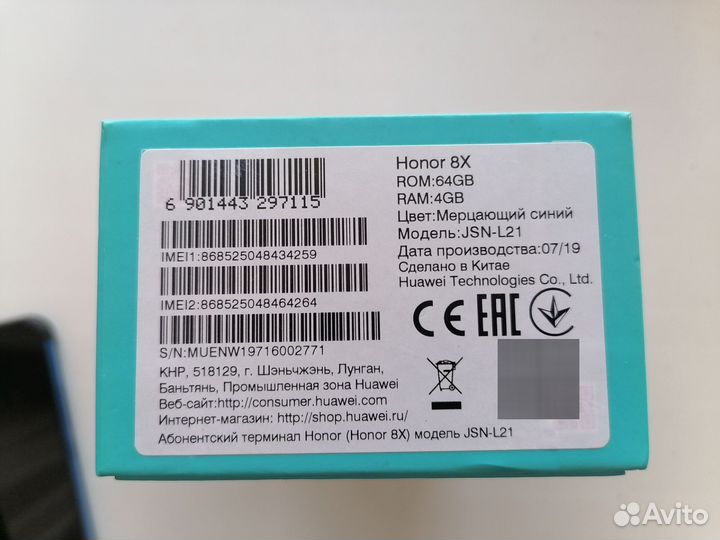 6 901443 297115
IMEI1:868525048434259
IMEI2:868525048464264
S/N:MUENW19716002771
Honor 8X
ROM:64GB
RAM:4GB
Цвет:Мерцающий синий
Модель:JSN-L21
Дата производства:07/19
Сделано в Китае
Huawei Technologies Co., Ltd.
CE EAC
КНР, 518129, г. Шэньчжэнь, Лунган,
Баньтянь, Промышленная зона Huawei
Веб-сайт:http://consumer.huawei.com
Интернет-магазин: http://shop.huawei.ru/
Абонентский терминал Honor (Honor 8X) модель JSN-L21
Avito